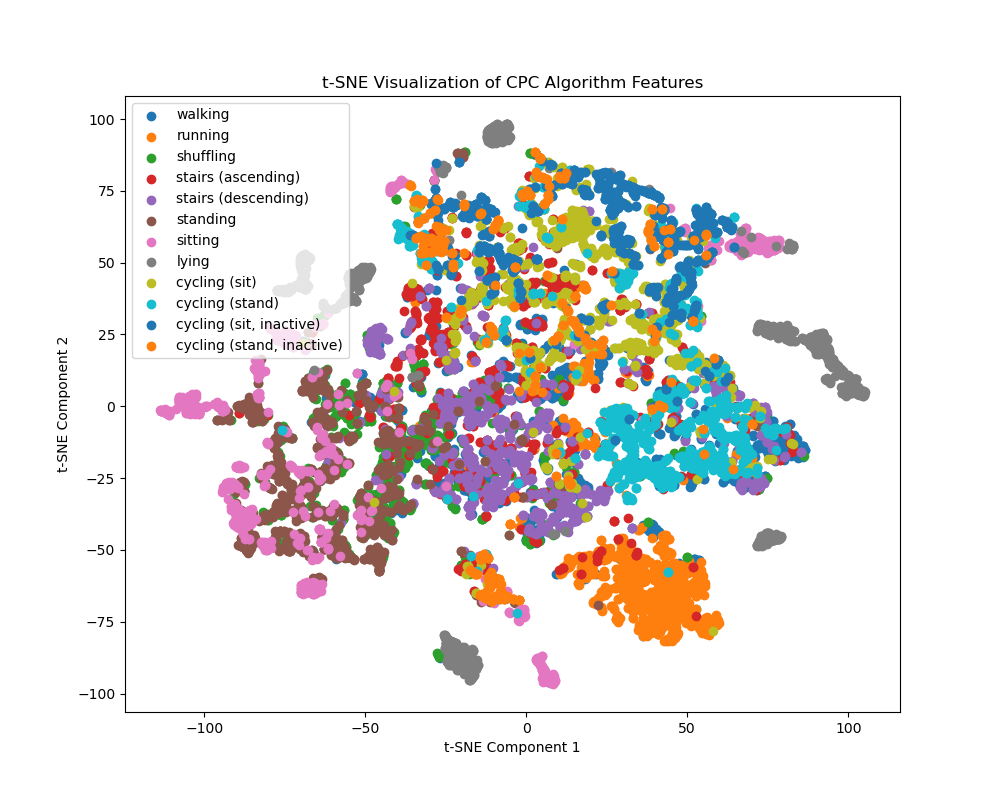 t-SNE Visualization of CPC Algorithm Features
walking
running
shuffling
stairs (ascending)
stairs (descending)
standing
sitting
lying
cycling (sit)
cycling (stand)
cycling (sit, inactive)
cycling (stand, inactive)
100
75
50
25
0
−25
−50
−75
−100
t-SNE Component 2
−100
−50
0
50
100
t-SNE Component 1